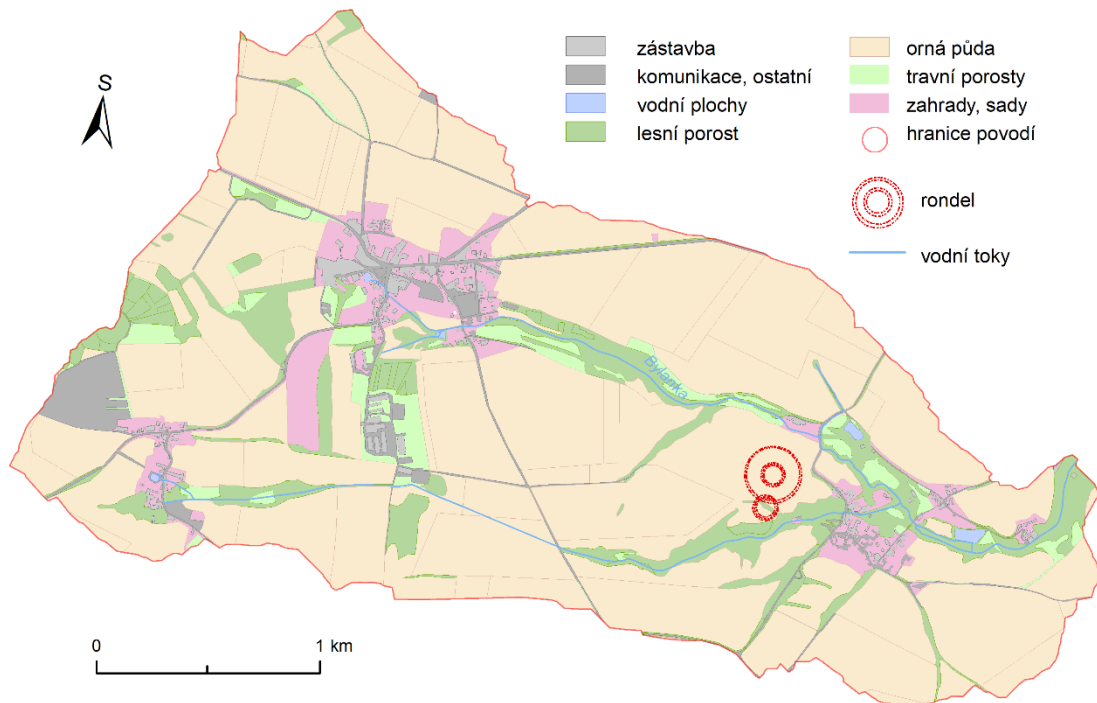 S
zástavba
komunikace, ostatní
vodní plochy
lesní porost
orná půda
travní porosty
zahrady, sady
hranice povodí
rondel
vodní toky
Bylanka
0 1 km